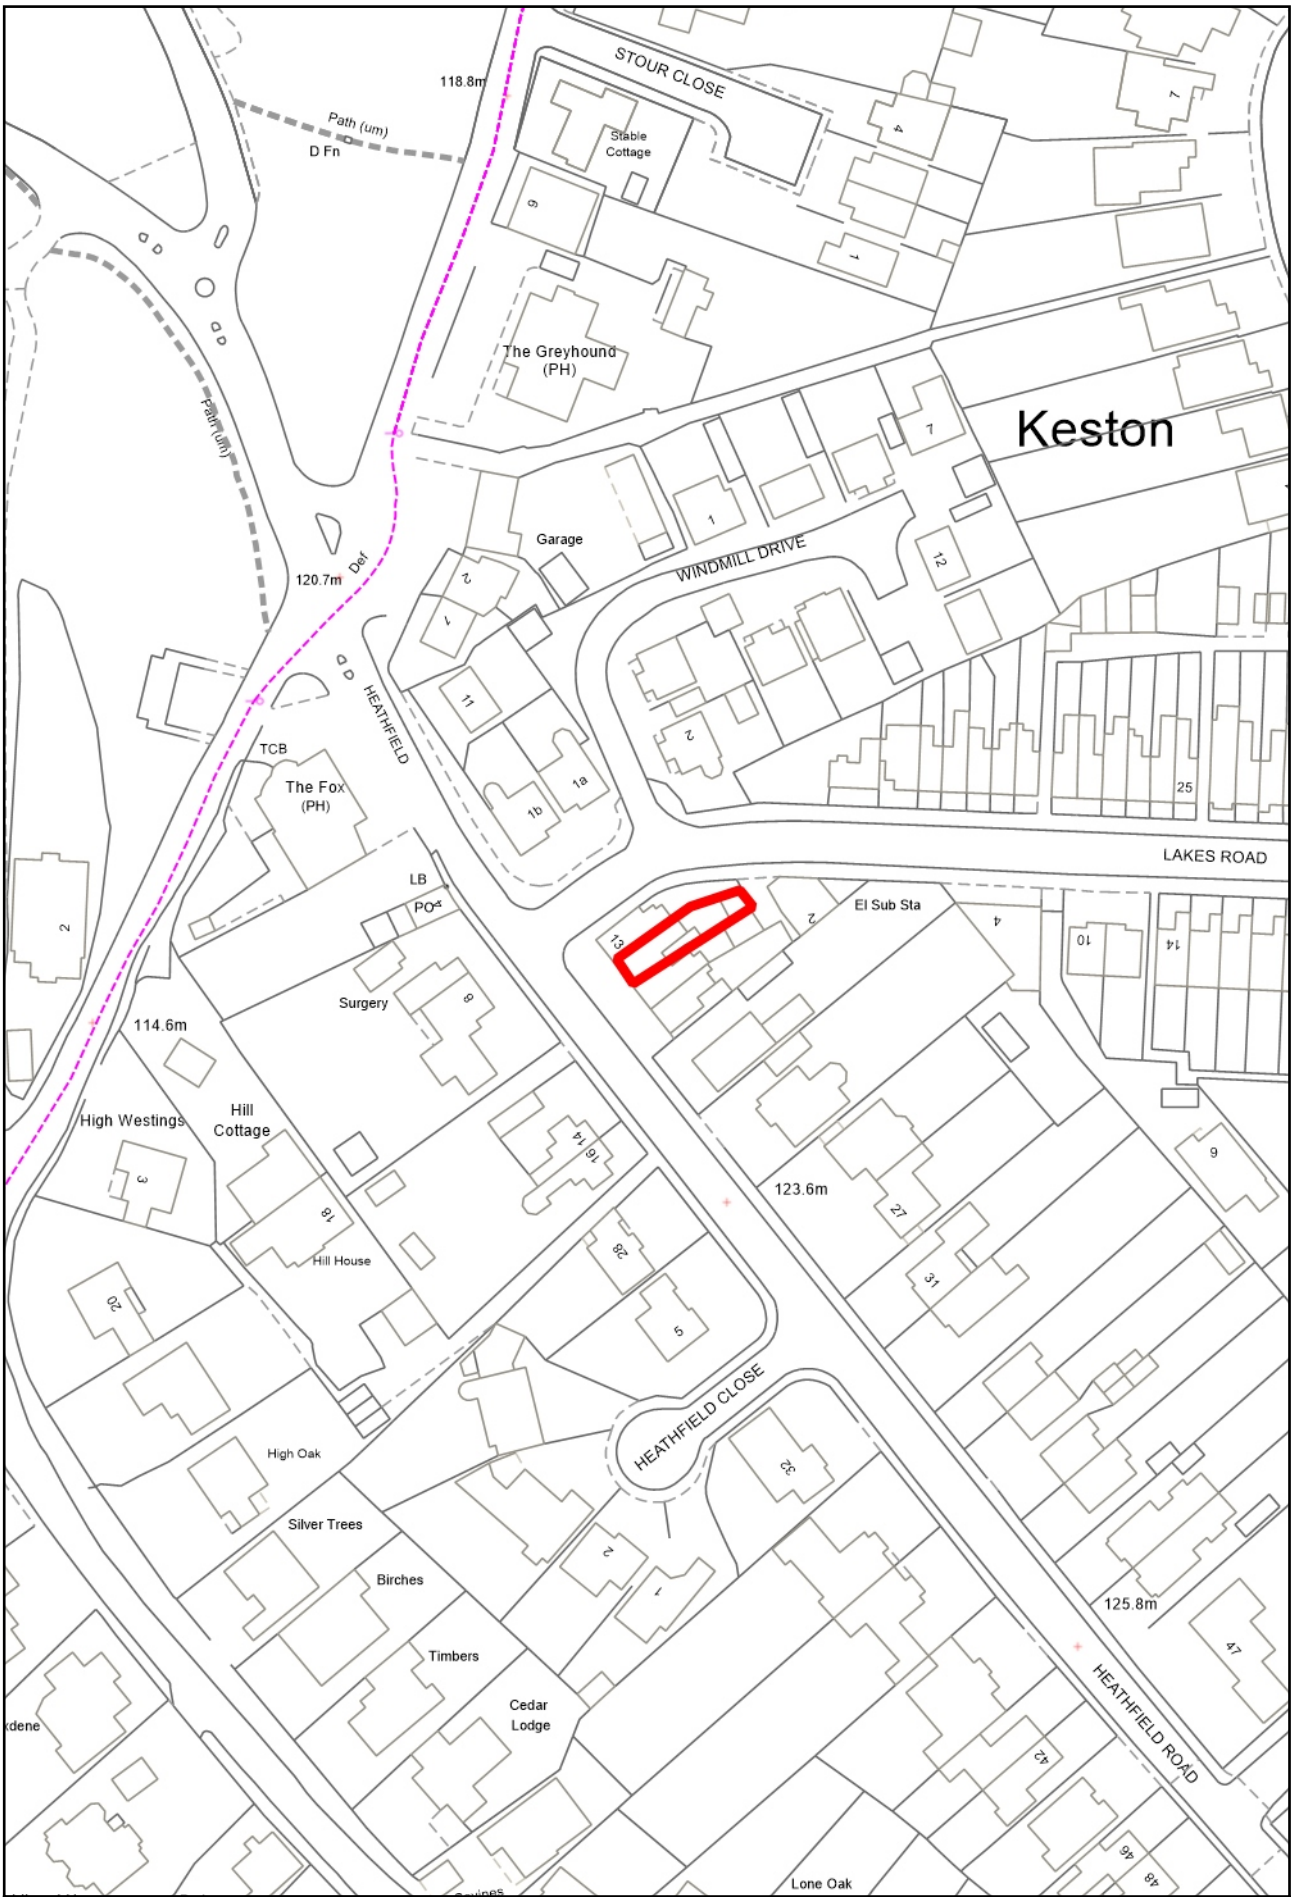 STOUR CLOSE
118.8m
Path (um)
D Fn
Stable
Cottage
4
7
6
1
The Greyhound
(PH)
Path (um)
Keston
7
1
Garage
WINDMILL DRIVE
12
120.7m
Def
2
1
11
HEATHFIELD
2
TCB
The Fox
(PH)
1a
1b
25
LAKES ROAD
LB
PO
4
2
13
2
El Sub Sta
4
10
14
Surgery
8
114.6m
High Westings
Hill
Cottage
14
16
9
3
123.6m
27
18
Hill House
28
31
20
5
HEATHFIELD CLOSE
High Oak
32
Silver Trees
Birches
2
1
125.8m
47
Timbers
HEATHFIELD ROAD
Cedar
Lodge
xdene
42
46
48
Lone Oak